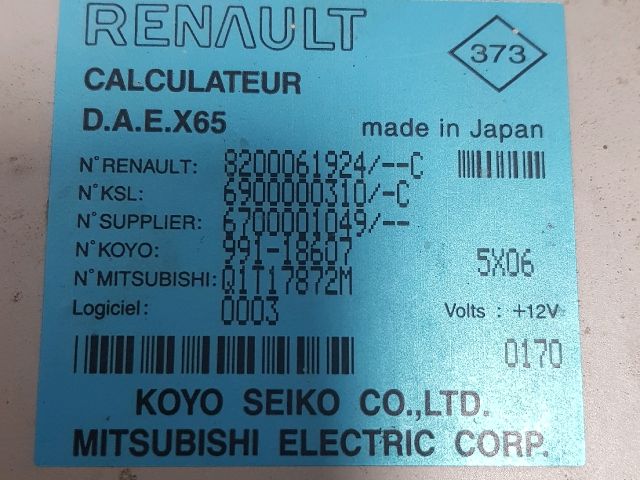 RENAULT
373
CALCULATEUR
D.A.E.X65
made in Japan
N°RENAULT: 8200061924/--C
N°KSL: 6900000310/-C
N°SUPPLIER: 6700001049/--
N°KOYO: 991-18607
5X06
N°MITSUBISHI: Q1T17872M
Logiciel: 0003
Volts : +12V
0170
KOYO SEIKO CO.,LTD.
MITSUBISHI ELECTRIC CORP.